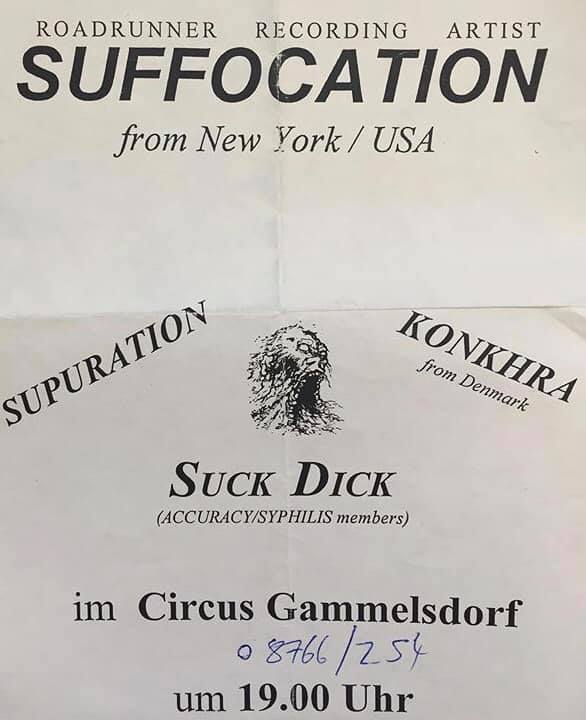 ROADRUNNER RECORDING ARTIST
SUFFOCATION
from New York / USA
SUPURATION
KONKHRA
from Denmark
SUCK DICK
(ACCURACY/SYPHILIS members)
im Circus Gammelsdorf
08766/254
um 19.00 Uhr